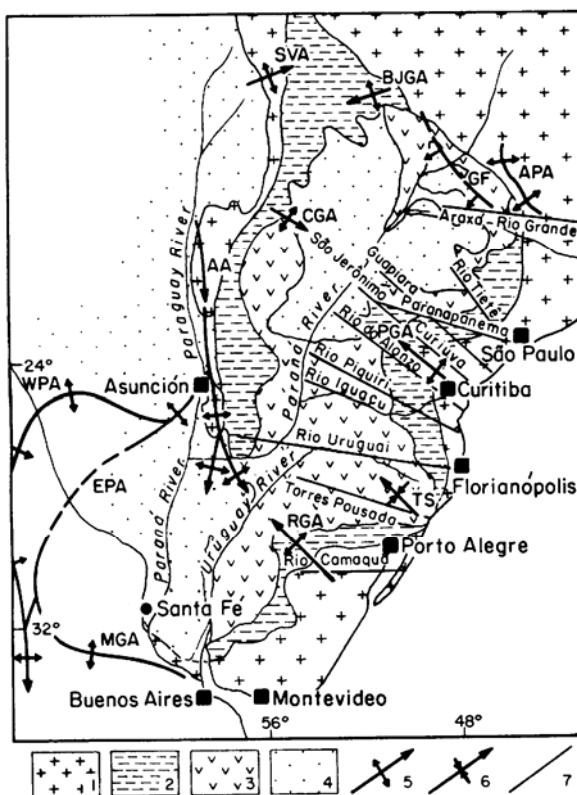 SVA
BJGA
GF
APA
Araxá - Rio Grande
CGA
São Jerônimo
Guapiara
Paranapanema
Rio Tietê
Curiúva
PGA
Rio Alonzo
São Paulo
AA
Paraguay River
Paraná River
Rio Piquiri
Rio Iguaçu
24°
WPA
Asunción
Curitiba
Rio Uruguai
Florianópolis
EPA
Paraná River
Uruguay River
TS
Torres Pousada
RGA
Porto Alegre
Rio Camaquã
Santa Fe
32°
MGA
Buenos Aires
Montevideo
56°
48°
1 2 3 4 5 6 7